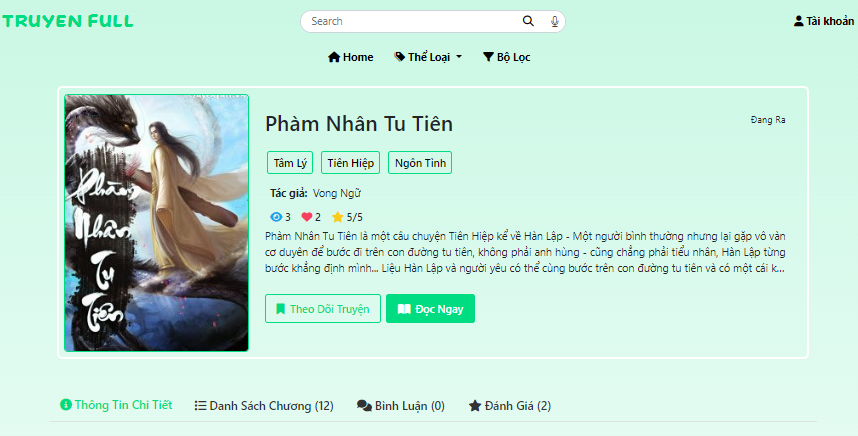 TRUYEN FULL
Search
Tài khoản
Home Thể Loại Bộ Lọc
Phàm Nhân Tu Tiên
Đang Ra
Tâm Lý Tiên Hiệp Ngôn Tình
Tác giả: Vong Ngữ
3 2 5/5
Phàm Nhân Tu Tiên là một câu chuyện Tiên Hiệp kể về Hàn Lập - Một người bình thường nhưng lại gặp vô vàn
cơ duyên để bước đi trên con đường tu tiên, không phải anh hùng - cũng chẳng phải tiểu nhân, Hàn Lập từng
bước khẳng định mình... Liệu Hàn Lập và người yêu có thể cùng bước trên con đường tu tiên và có một cái k...
Theo Dõi Truyện Đọc Ngay
Phàm
Nhân
Tu
Tiên
Thông Tin Chi Tiết Danh Sách Chương (12) Bình Luận (0) Đánh Giá (2)